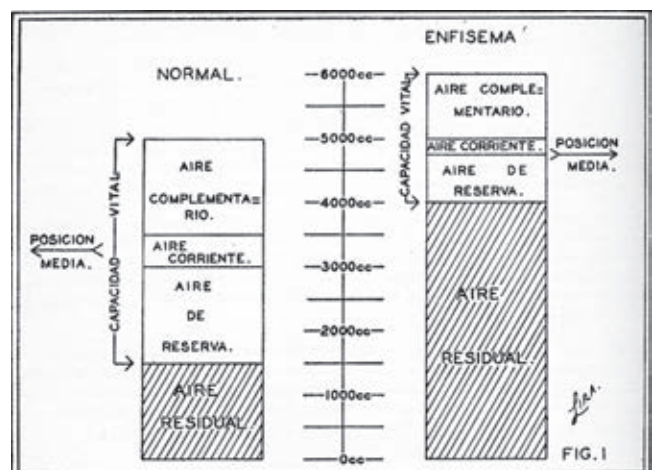 ENFISEMA
NORMAL.
6000cc
5000cc
4000cc
3000cc
2000cc
1000cc
0cc
CAPACIDAD VITAL
POSICION
MEDIA.
AIRE
COMPLEMENTA=
RIO.
AIRE
CORRIENTE.
AIRE
DE
RESERVA.
AIRE
RESIDUAL
CAPACIDAD VITAL
AIRE COMPLE=
MENTARIO.
AIRE CORRIENTE.
AIRE DE
RESERVA.
POSICION
MEDIA.
AIRE
RESIDUAL.
FIG.1